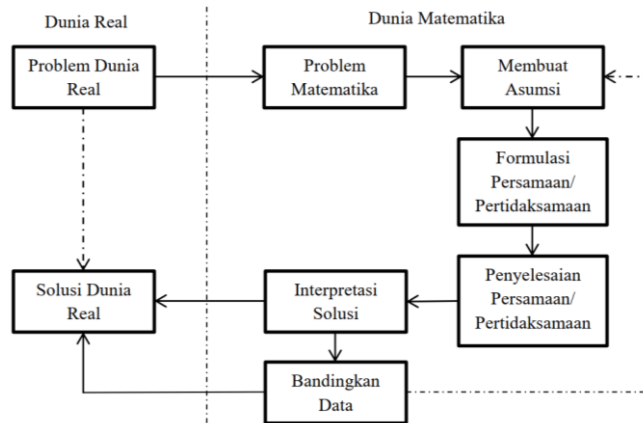 Dunia Real
Dunia Matematika
Problem Dunia
Real
Problem
Matematika
Membuat
Asumsi
Formulasi
Persamaan/
Pertidaksamaan
Solusi Dunia
Real
Interpretasi
Solusi
Penyelesaian
Persamaan/
Pertidaksamaan
Bandingkan
Data